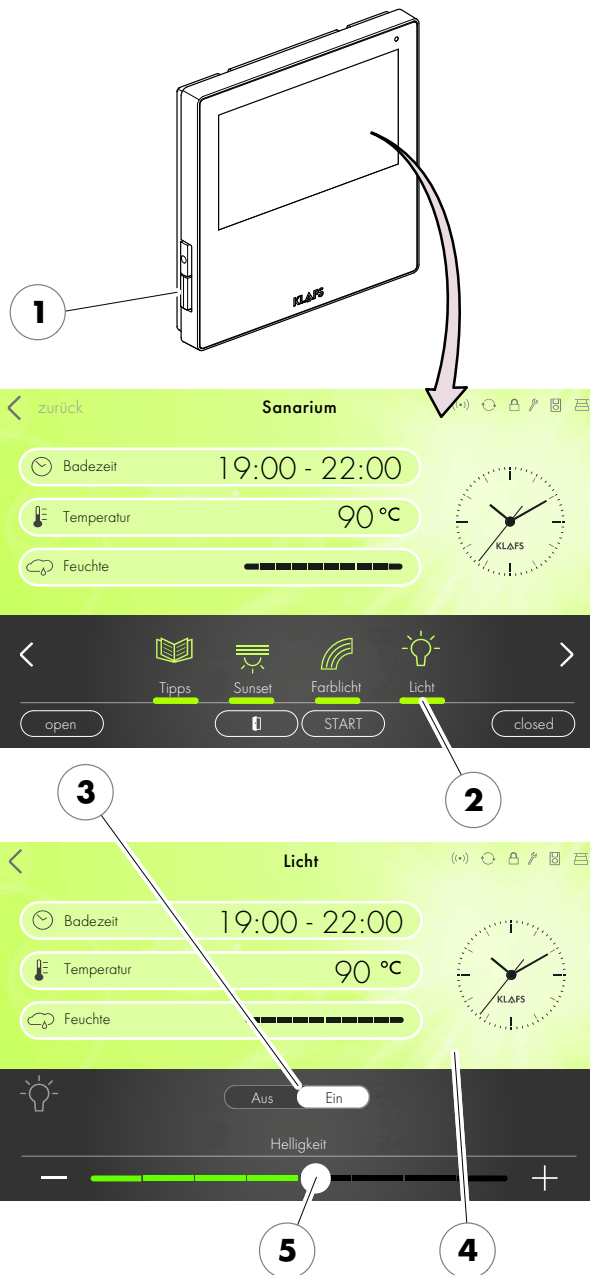 KLAFS
1
zurück Sanarium
Badezeit 19:00 - 22:00
Temperatur 90 °C
Feuchte
KLAFS
Tipps Sunset Farblicht Licht
open START closed
3 2
Licht
Badezeit 19:00 - 22:00
Temperatur 90 °C
Feuchte
KLAFS
Aus Ein
Helligkeit
5 4